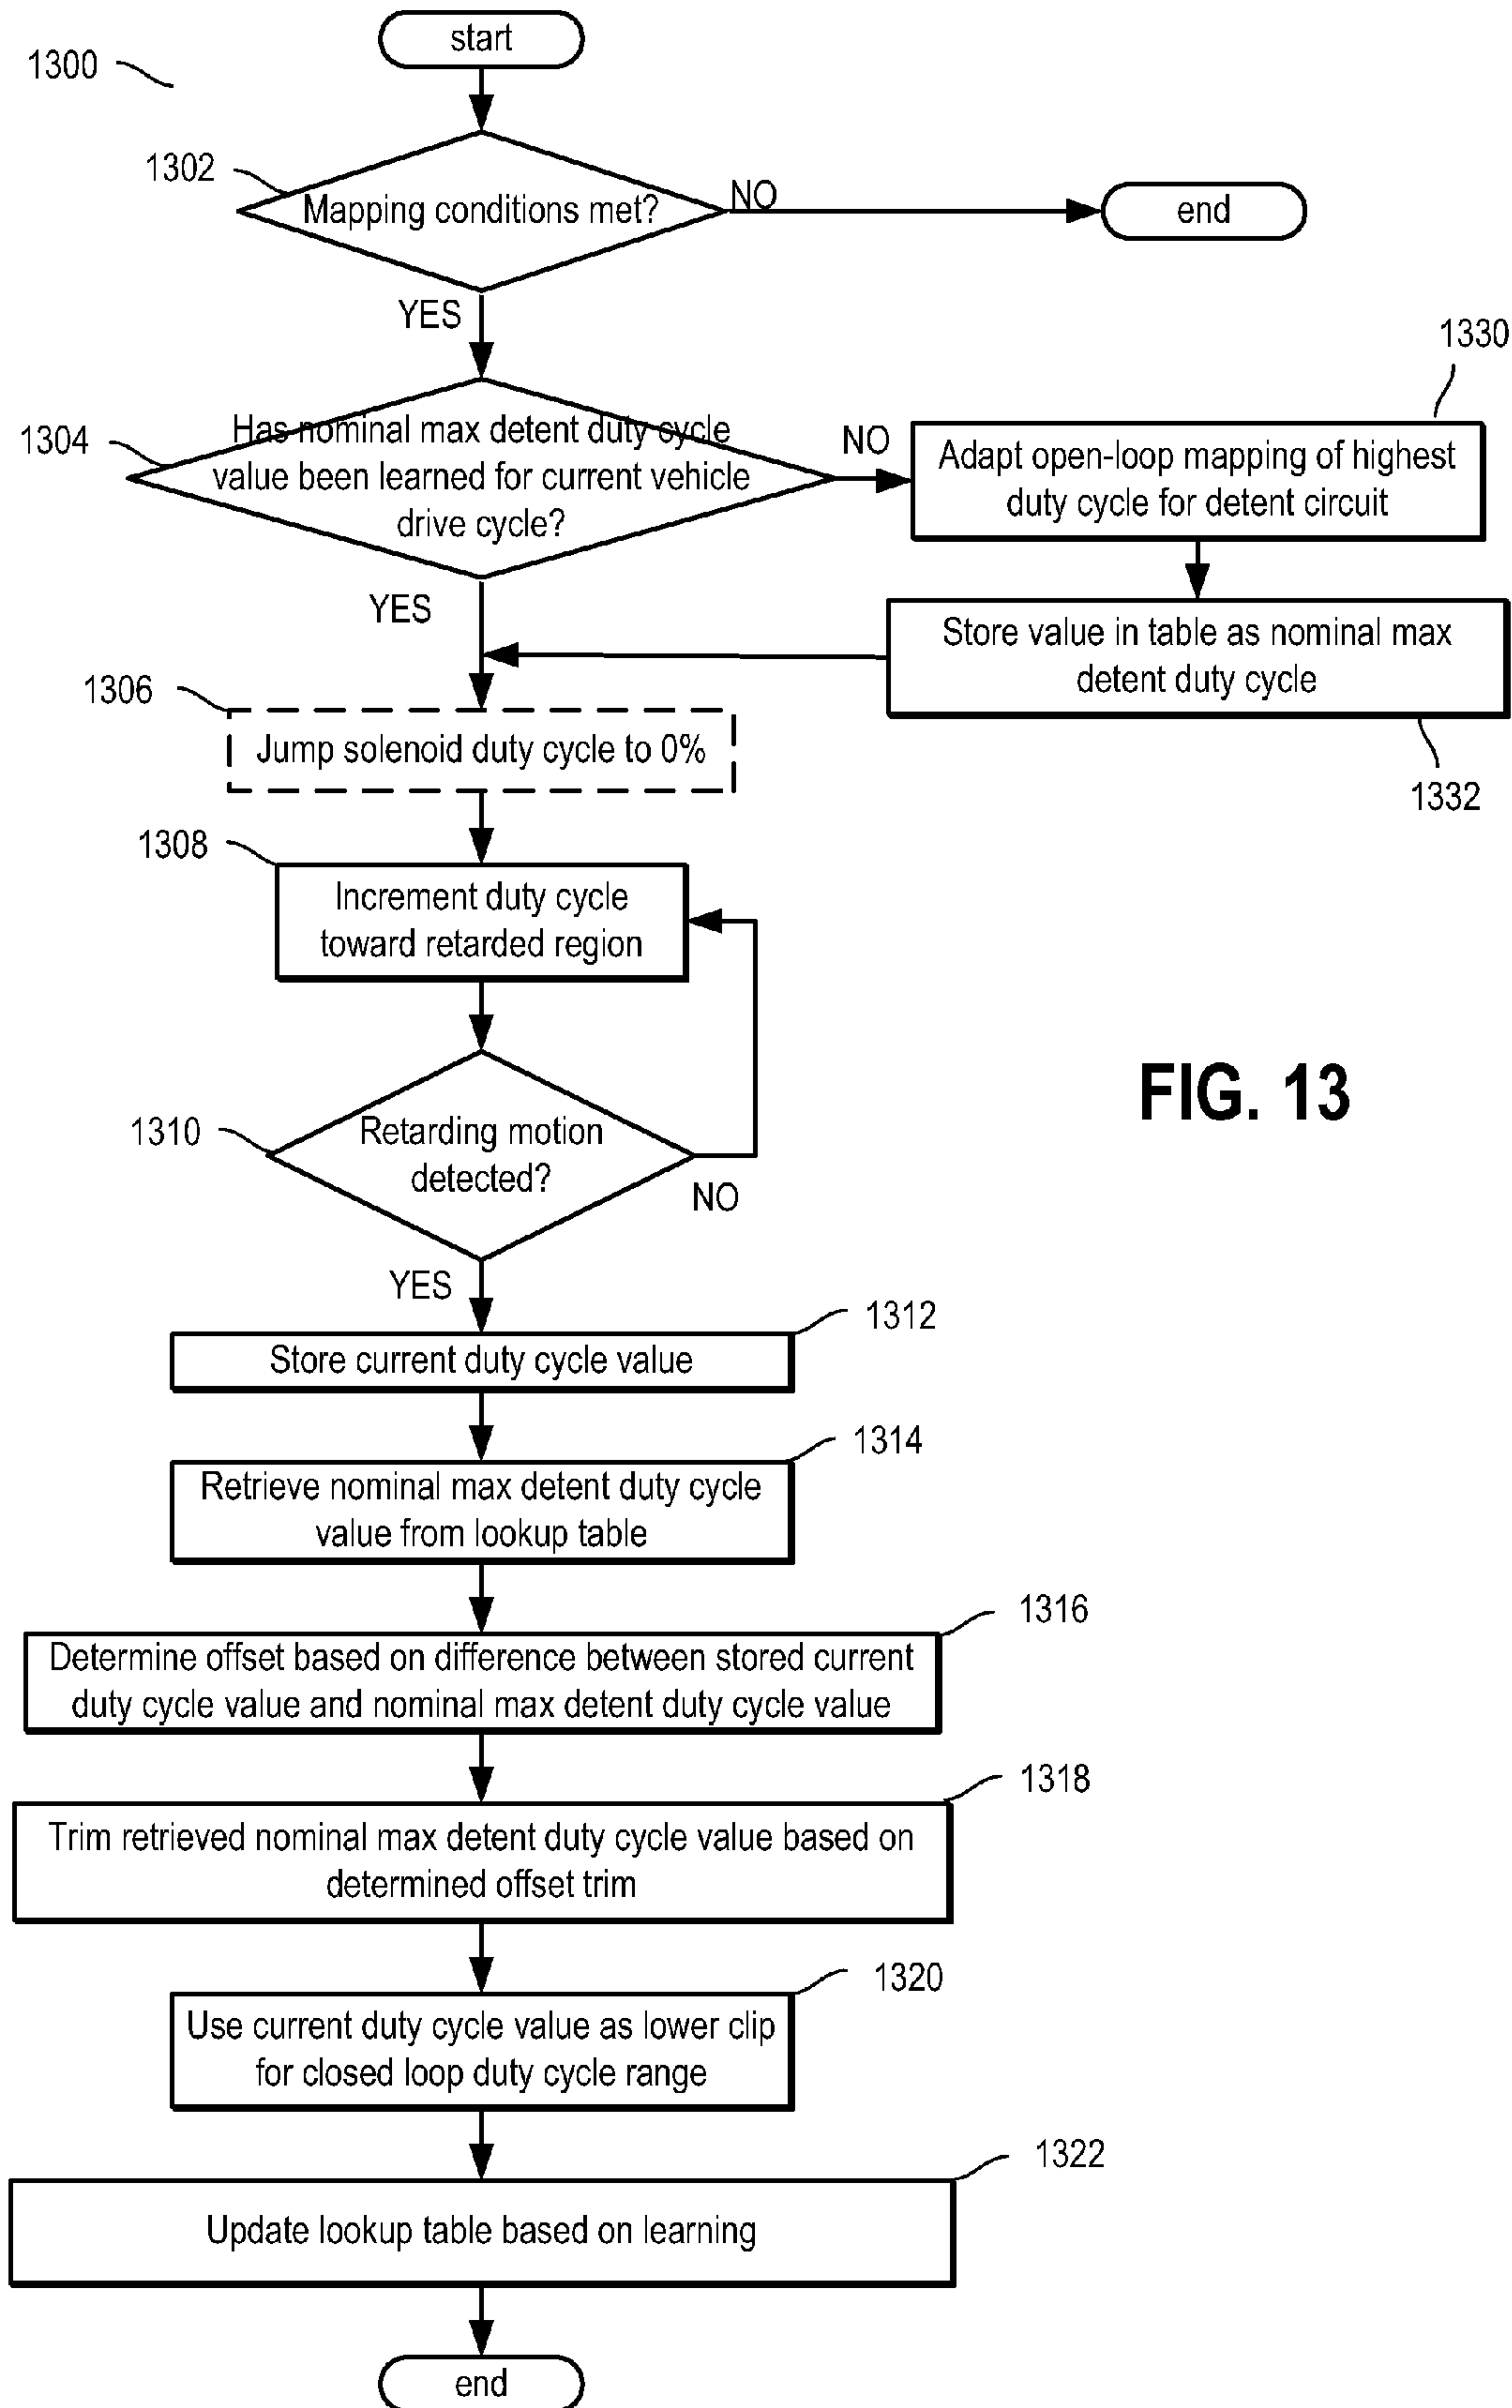 start
1300
1302
Mapping conditions met?
NO
end
YES
1330
1304
Has nominal max detent duty cycle
value been learned for current vehicle
drive cycle?
NO
Adapt open-loop mapping of highest
duty cycle for detent circuit
YES
Store value in table as nominal max
detent duty cycle
1332
1306
Jump solenoid duty cycle to 0%
1308
Increment duty cycle
toward retarded region
FIG. 13
1310
Retarding motion
detected?
NO
YES
1312
Store current duty cycle value
1314
Retrieve nominal max detent duty cycle
value from lookup table
1316
Determine offset based on difference between stored current
duty cycle value and nominal max detent duty cycle value
1318
Trim retrieved nominal max detent duty cycle value based on
determined offset trim
1320
Use current duty cycle value as lower clip
for closed loop duty cycle range
1322
Update lookup table based on learning
end